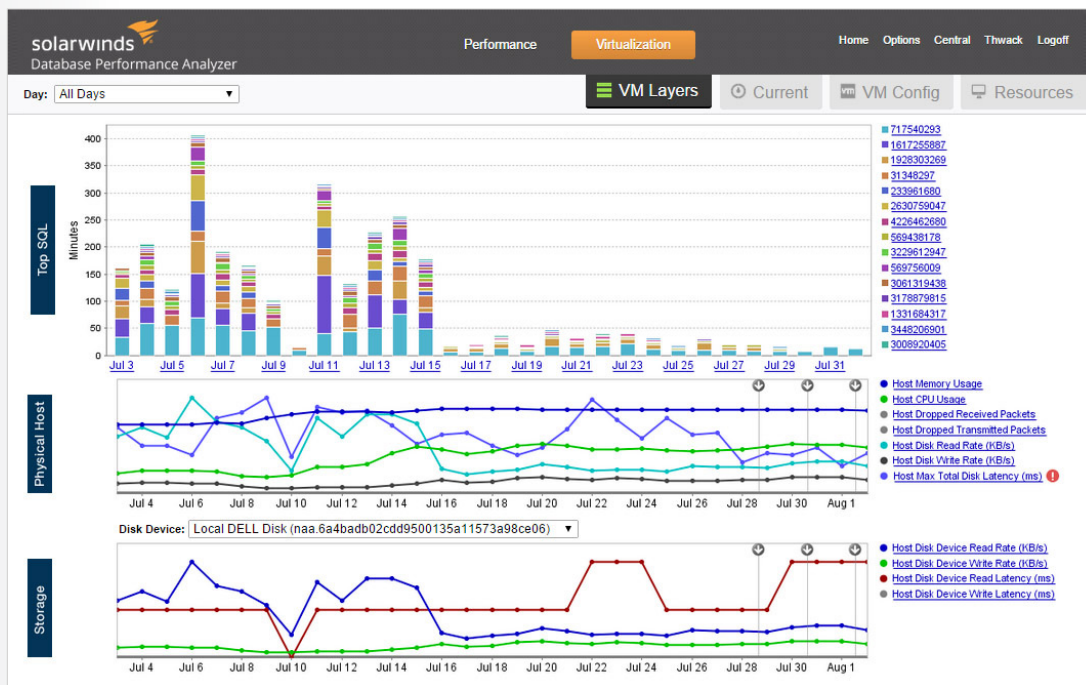 solarwinds
Database Performance Analyzer
Performance
Virtualization
Home Options Central Thwack Logoff
Day: All Days
VM Layers
Current
vm VM Config
Resources
Top SQL
Minutes
400
350
300
250
200
150
100
50
0
Jul 3 Jul 5 Jul 7 Jul 9 Jul 11 Jul 13 Jul 15 Jul 17 Jul 19 Jul 21 Jul 23 Jul 25 Jul 27 Jul 29 Jul 31
717540293
1617255887
1928303269
31348297
233961680
2630759047
4226462680
569438178
3229612947
569756009
3061319438
3178879815
1331684317
3448206901
3008920405
Physical Host
Jul 4 Jul 6 Jul 8 Jul 10 Jul 12 Jul 14 Jul 16 Jul 18 Jul 20 Jul 22 Jul 24 Jul 26 Jul 28 Jul 30 Aug 1
Host Memory Usage
Host CPU Usage
Host Dropped Received Packets
Host Dropped Transmitted Packets
Host Disk Read Rate (KB/s)
Host Disk Write Rate (KB/s)
Host Max Total Disk Latency (ms)
Disk Device: Local DELL Disk (naa.6a4badb02cdd9500135a11573a98ce06)
Storage
Jul 4 Jul 6 Jul 8 Jul 10 Jul 12 Jul 14 Jul 16 Jul 18 Jul 20 Jul 22 Jul 24 Jul 26 Jul 28 Jul 30 Aug 1
Host Disk Device Read Rate (KB/s)
Host Disk Device Write Rate (KB/s)
Host Disk Device Read Latency (ms)
Host Disk Device Write Latency (ms)